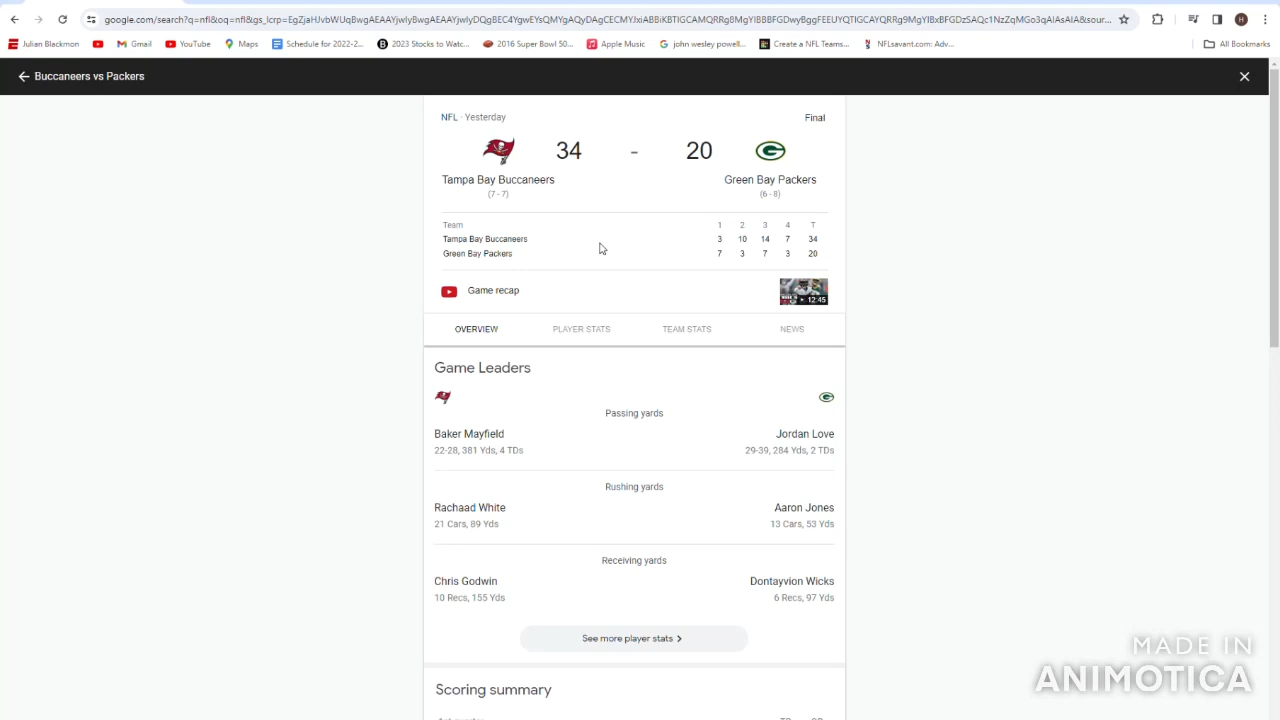 google.com/search?q=nfl&oq=nfl&gs_lcrp=
Julian Blackmon
Gmail
YouTube
Maps
Schedule for 2022-2...
2023 Stocks to Watc...
2016 Super Bowl 50...
Apple Music
john wesley powell...
Create a NFL Teams...
NFLsavant.com: Adv...
All Bookmarks
Buccaneers vs Packers
NFL · Yesterday
Final
34 - 20
Tampa Bay Buccaneers
Green Bay Packers
(7 - 7)
(6 - 8)
Team 1 2 3 4 T
Tampa Bay Buccaneers 3 10 14 7 34
Green Bay Packers 7 3 7 3 20
Game recap
12:45
OVERVIEW PLAYER STATS TEAM STATS NEWS
Game Leaders
Passing yards
Baker Mayfield Jordan Love
22-28, 381 Yds, 4 TDs 29-39, 284 Yds, 2 TDs
Rushing yards
Rachaad White Aaron Jones
21 Cars, 89 Yds 13 Cars, 53 Yds
Receiving yards
Chris Godwin Dontayvion Wicks
10 Recs, 155 Yds 6 Recs, 97 Yds
See more player stats
Scoring summary
MADE IN
ANIMOTICA